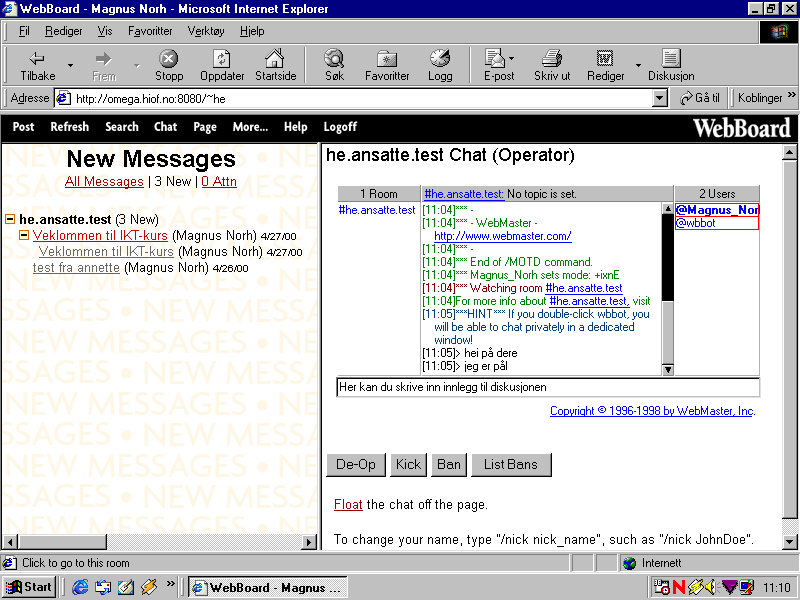 WebBoard - Magnus Norh - Microsoft Internet Explorer
Fil Rediger Vis Favoritter Verktøy Hjelp
Tilbake Frem Stopp Oppdater Startside Søk Favoritter Logg E-post Skriv ut Rediger Diskusjon
Adresse http://omega.hiof.no:8080/~he Gå til Koblinger »
Post Refresh Search Chat Page More... Help Logoff WebBoard
New Messages
All Messages | 3 New | 0 Attn
he.ansatte.test (3 New)
Veklommen til IKT-kurs (Magnus Norh) 4/27/00
Veklommen til IKT-kurs (Magnus Norh) 4/27/00
test fra annette (Magnus Norh) 4/26/00
he.ansatte.test Chat (Operator)
1 Room #he.ansatte.test: No topic is set. 2 Users
#he.ansatte.test
[11:04]*** -
[11:04]*** - WebMaster -
http://www.webmaster.com/
[11:04]*** -
[11:04]*** End of /MOTD command.
[11:04]*** Magnus_Norh sets mode: +ixnE
[11:04]*** Watching room #he.ansatte.test
[11:04]For more info about #he.ansatte.test, visit
[11:05]***HINT*** If you double-click wbbot, you
will be able to chat privately in a dedicated
window!
[11:05]> hei på dere
[11:05]> jeg er pål
@Magnus_Nor
@wbbot
Her kan du skrive inn innlegg til diskusjonen
Copyright © 1996-1998 by WebMaster, Inc.
De-Op Kick Ban List Bans
Float the chat off the page.
To change your name, type "/nick nick_name", such as "/nick JohnDoe".
Click to go to this room Internett
Start » WebBoard - Magnus ... 11:10